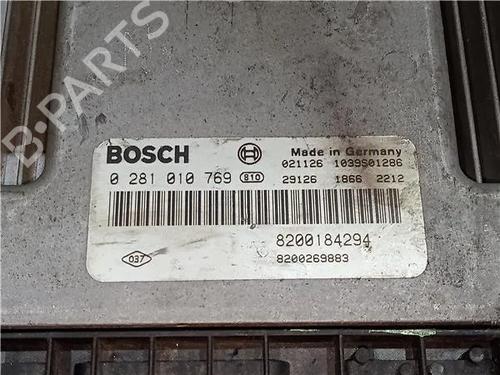 B-PARTS
BOSCH Made in Germany
021126 1039S01286
0 281 010 769 810 29126 1866 2212
8200184294
037 8200269883